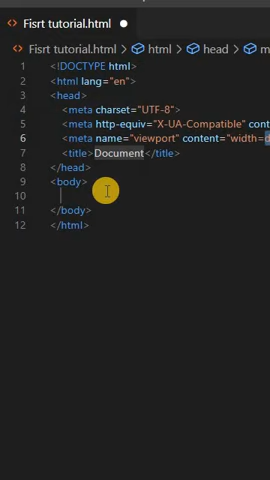 Fisrt tutorial.html
Fisrt tutorial.html > html > head > m
1 <!DOCTYPE html>
2 <html lang="en">
3 <head>
4 <meta charset="UTF-8">
5 <meta http-equiv="X-UA-Compatible" cont
6 <meta name="viewport" content="width=d
7 <title>Document</title>
8 </head>
9 <body>
10
11 </body>
12 </html>